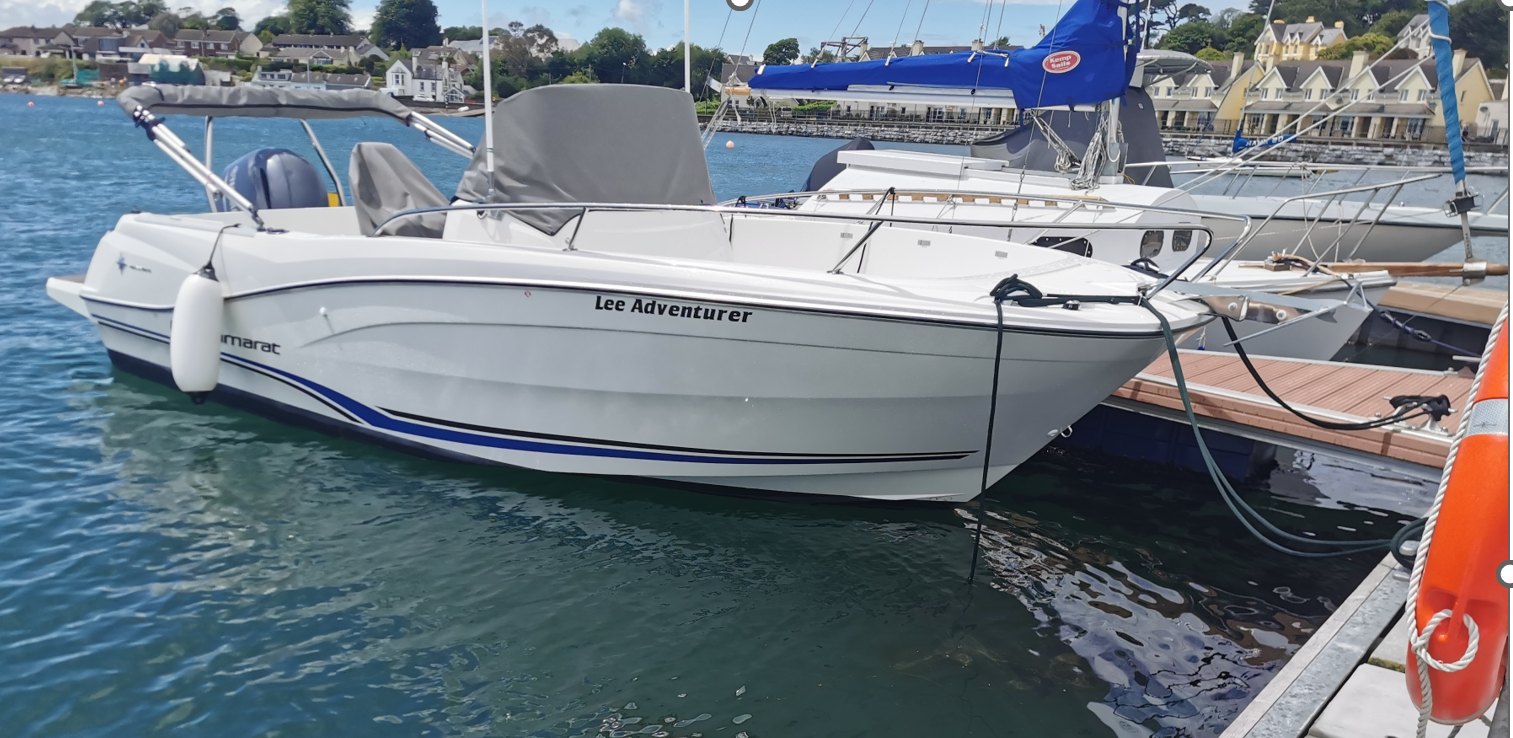 Kemp
Sails
Lee Adventurer
marat